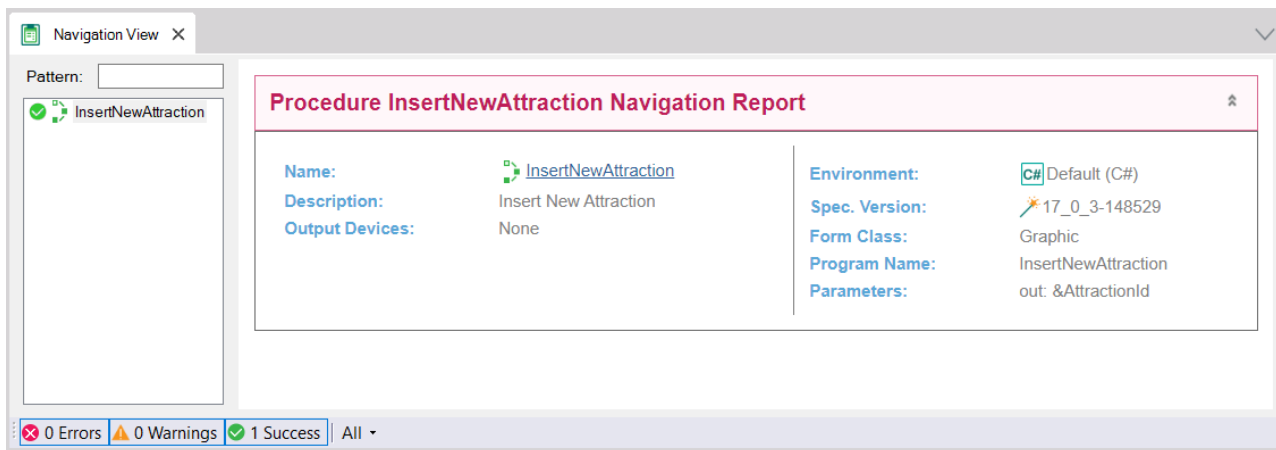 Navigation View
Pattern:
InsertNewAttraction
Procedure InsertNewAttraction Navigation Report
Name: InsertNewAttraction
Description: Insert New Attraction
Output Devices: None
Environment: C# Default (C#)
Spec. Version: 17_0_3-148529
Form Class: Graphic
Program Name: InsertNewAttraction
Parameters: out: &AttractionId
0 Errors 0 Warnings 1 Success All